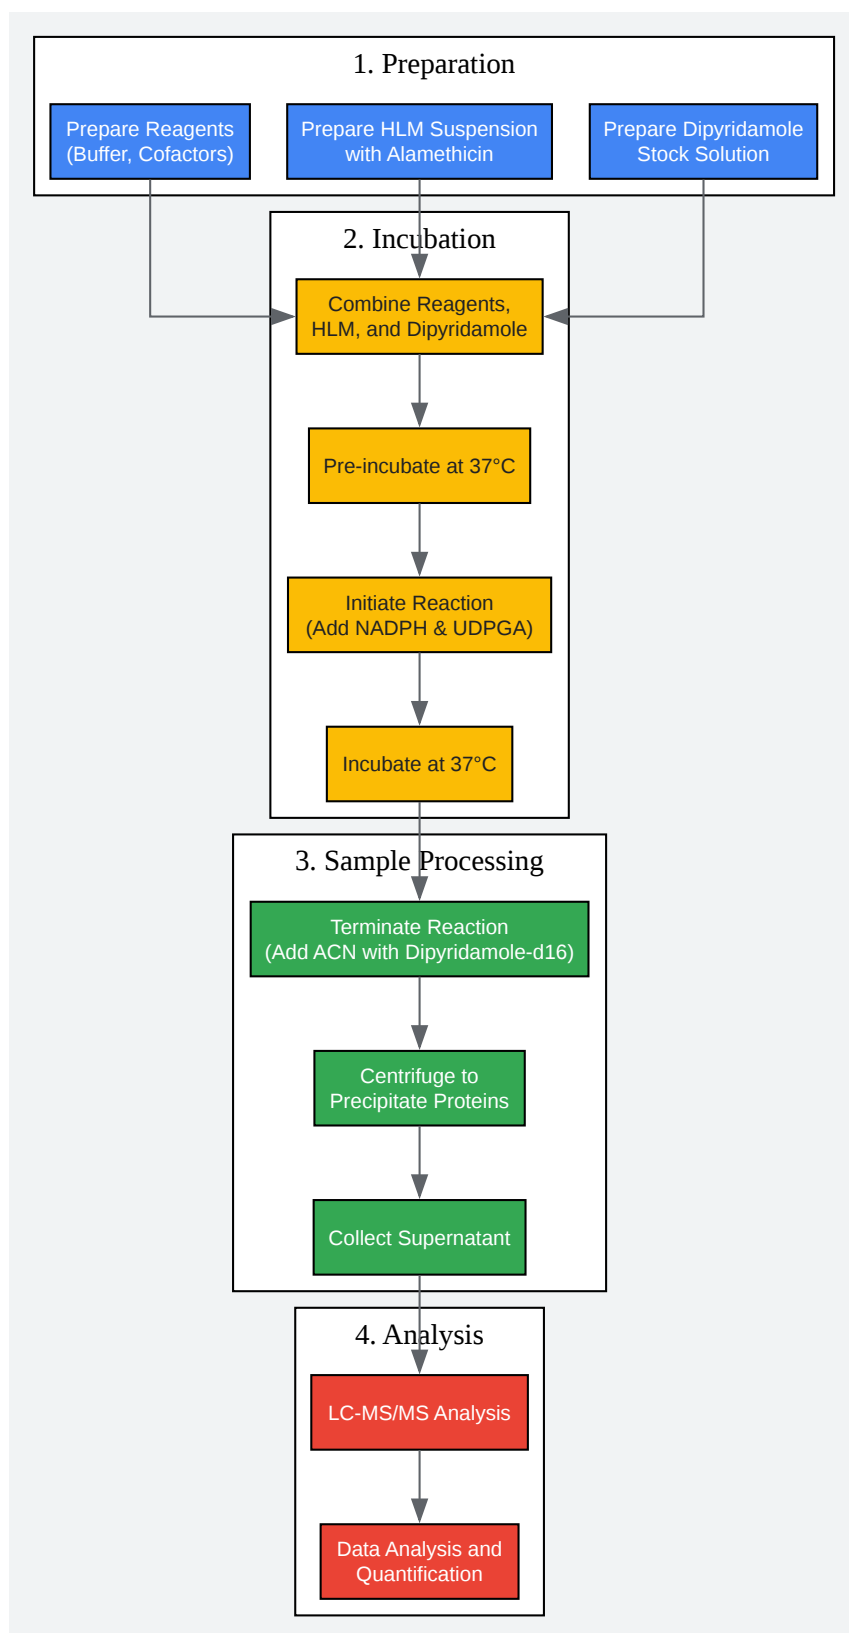 1. Preparation
Prepare Reagents
(Buffer, Cofactors)
Prepare HLM Suspension
with Alamethicin
Prepare Dipyridamole
Stock Solution
2. Incubation
Combine Reagents,
HLM, and Dipyridamole
Pre-incubate at 37°C
Initiate Reaction
(Add NADPH & UDPGA)
Incubate at 37°C
3. Sample Processing
Terminate Reaction
(Add ACN with Dipyridamole-d16)
Centrifuge to
Precipitate Proteins
Collect Supernatant
4. Analysis
LC-MS/MS Analysis
Data Analysis and
Quantification